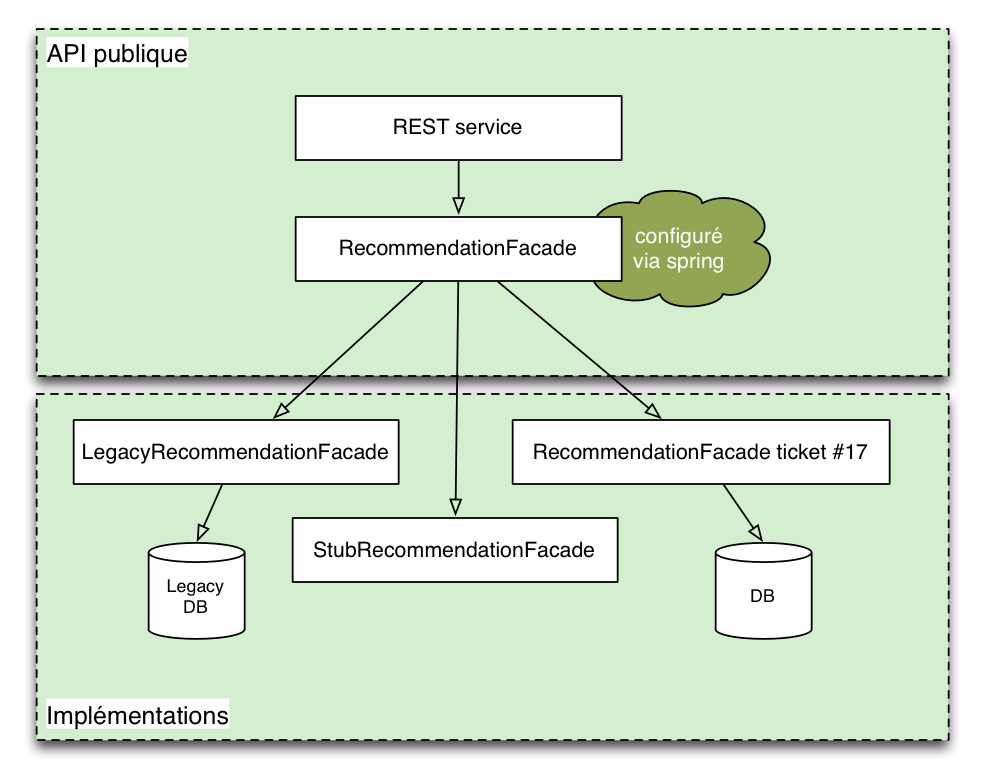 API publique
REST service
RecommendationFacade
configuré
via spring
LegacyRecommendationFacade
RecommendationFacade ticket #17
StubRecommendationFacade
Legacy
DB
DB
Implémentations